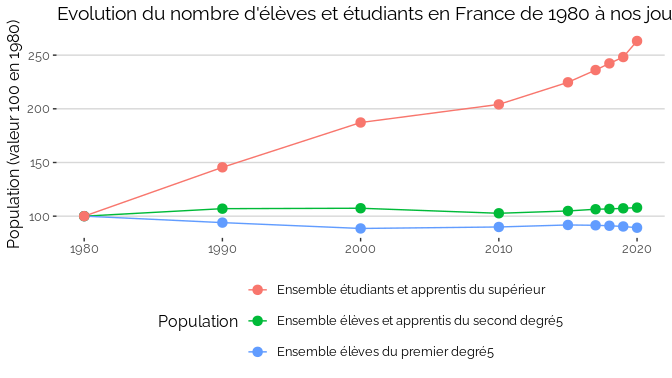 Evolution du nombre d'élèves et étudiants en France de 1980 à nos jou
Population (valeur 100 en 1980)
250
200
150
100
1980 1990 2000 2010 2020
Population
Ensemble étudiants et apprentis du supérieur
Ensemble élèves et apprentis du second degré5
Ensemble élèves du premier degré5